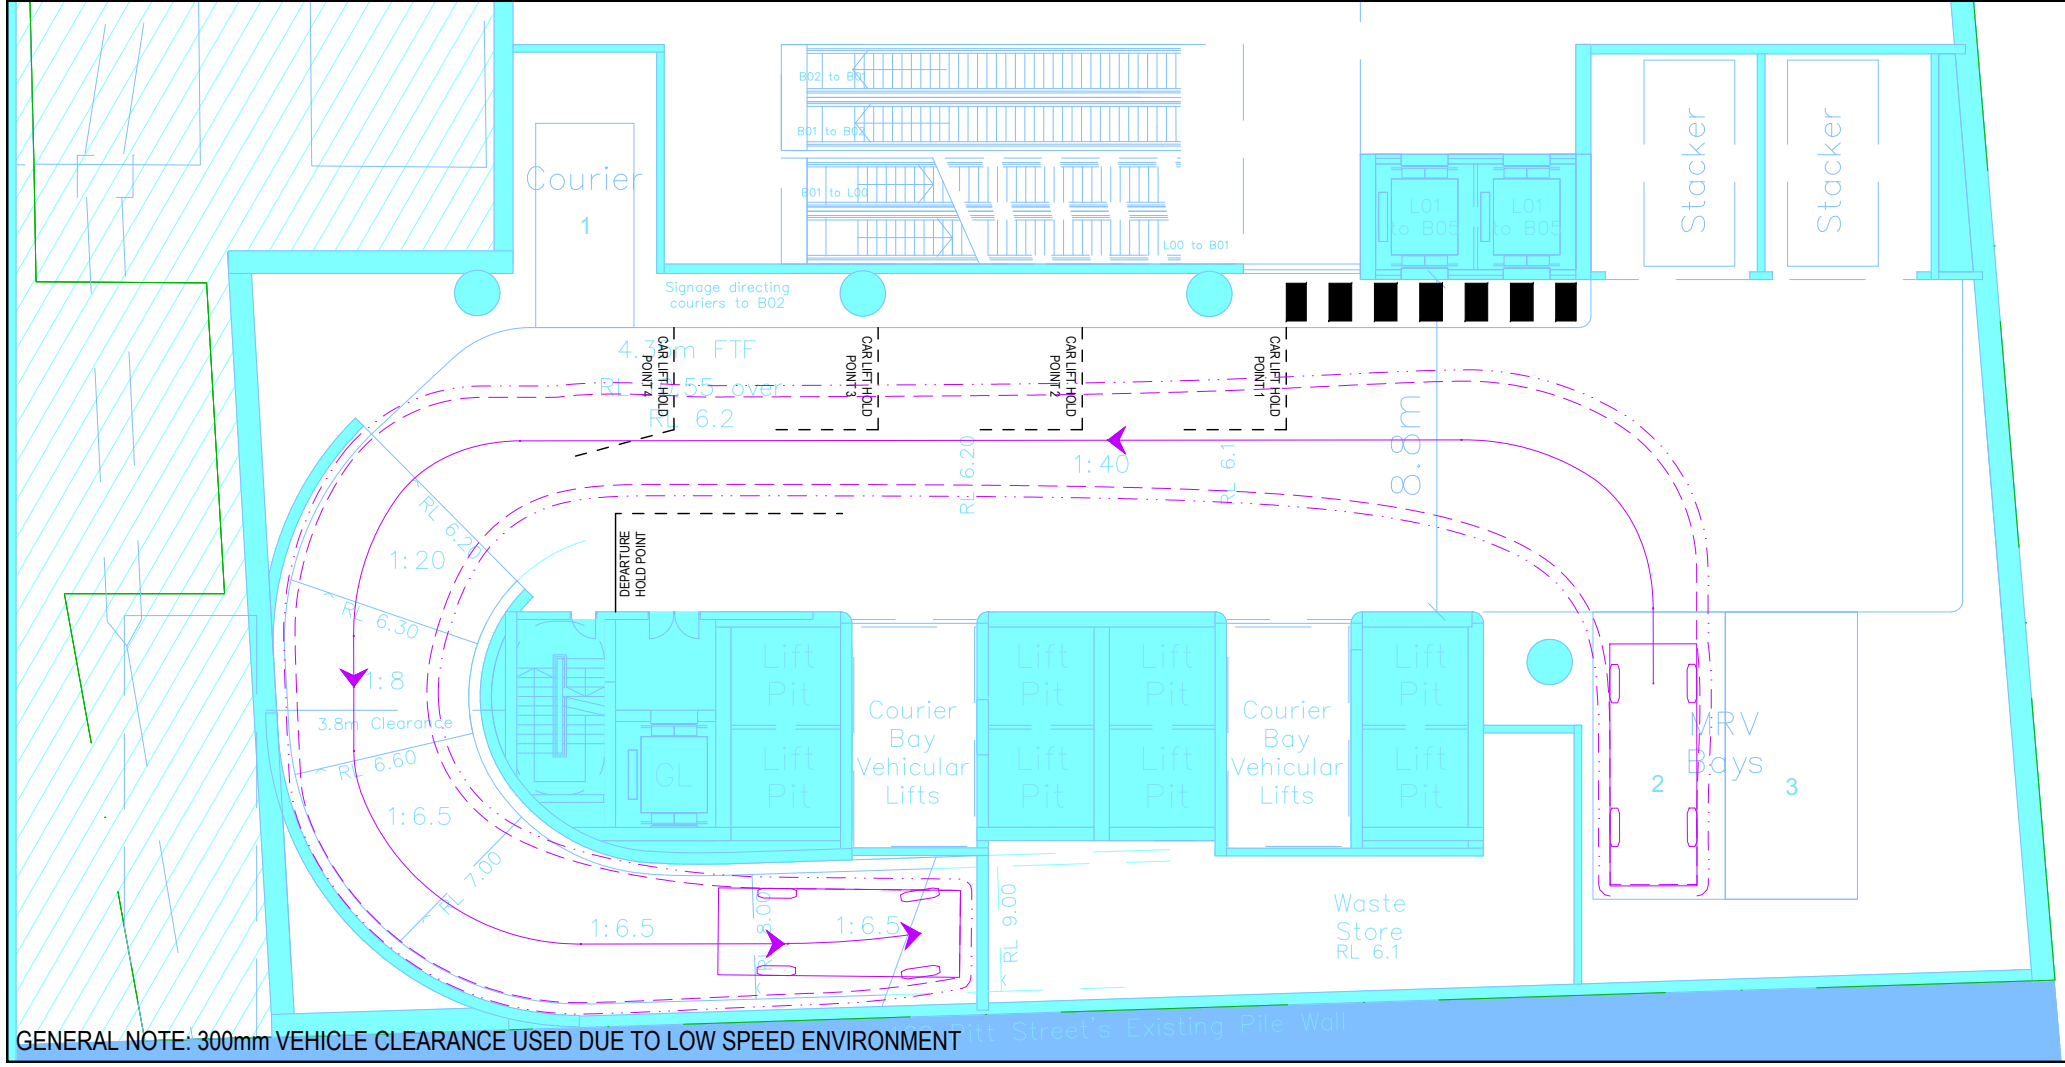 B02 to B01
B01 to B02
B01 to L00
L00 to B01
Courier
1
L01
to B05
L01
to B05
Stacker
Stacker
Signage directing
couriers to B02
CAR LIFT HOLD
POINT 4
CAR LIFT HOLD
POINT 3
CAR LIFT HOLD
POINT 2
CAR LIFT HOLD
POINT 1
FTF
over
RL 6.2
RL 6.20
1:40
RL 6.1
8.8m
RL 6.20
1:20
RL 6.30
1:8
3.8m Clearance
RL 6.60
1:6.5
RL 7.00
1:6.5
1:6.5
RL 9.00
DEPARTURE
HOLD POINT
GL
Lift
Pit
Lift
Pit
Courier
Bay
Vehicular
Lifts
Lift
Pit
Lift
Pit
Lift
Pit
Lift
Pit
Courier
Bay
Vehicular
Lifts
Lift
Pit
Lift
Pit
MRV
Bays
2
3
Waste
Store
RL 6.1
Pitt Street's Existing Pile Wall
GENERAL NOTE: 300mm VEHICLE CLEARANCE USED DUE TO LOW SPEED ENVIRONMENT